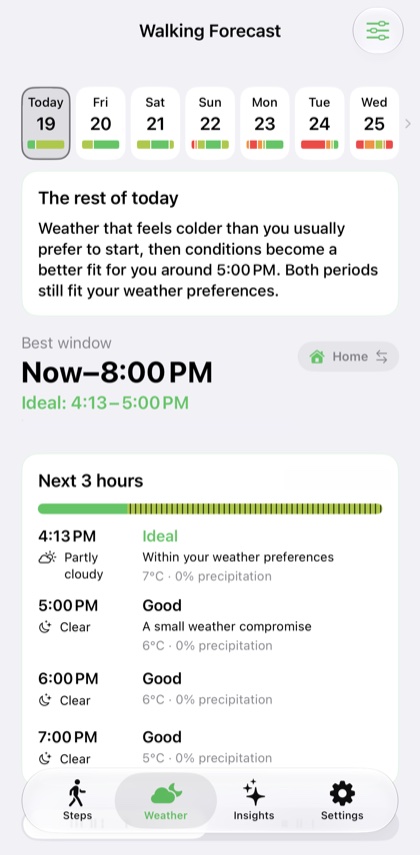 Walking Forecast
Today
19
Fri
20
Sat
21
Sun
22
Mon
23
Tue
24
Wed
25
The rest of today
Weather that feels colder than you usually
prefer to start, then conditions become a
better fit for you around 5:00 PM. Both periods
still fit your weather preferences.
Best window
Now–8:00 PM
Ideal: 4:13–5:00 PM
Home
Next 3 hours
4:13 PM
Ideal
Partly
cloudy
Within your weather preferences
7°C · 0% precipitation
5:00 PM
Good
Clear
A small weather compromise
6°C · 0% precipitation
6:00 PM
Good
Clear
6°C · 0% precipitation
7:00 PM
Good
Clear
5°C · 0% precipitation
Steps
Weather
Insights
Settings